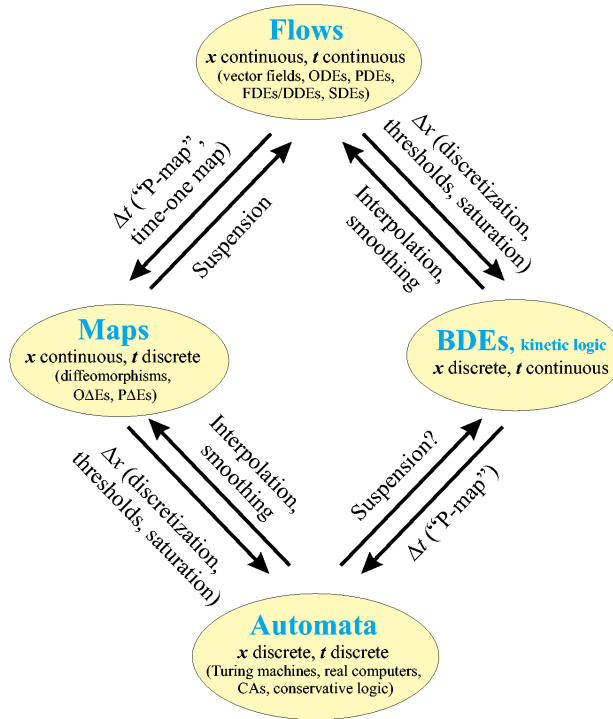 Flows
x continuous, t continuous
(vector fields, ODEs, PDEs,
FDEs/DDEs, SDEs)
Δt (“P-map”,
time-one map)
Suspension
Δx (discretization,
thresholds, saturation)
Interpolation,
smoothing
Maps
x continuous, t discrete
(diffeomorphisms,
OΔEs, PΔEs)
BDEs, kinetic logic
x discrete, t continuous
Δx (discretization,
thresholds, saturation)
Interpolation,
smoothing
Suspension?
Δt (“P-map”)
Automata
x discrete, t discrete
(Turing machines, real computers,
CAs, conservative logic)